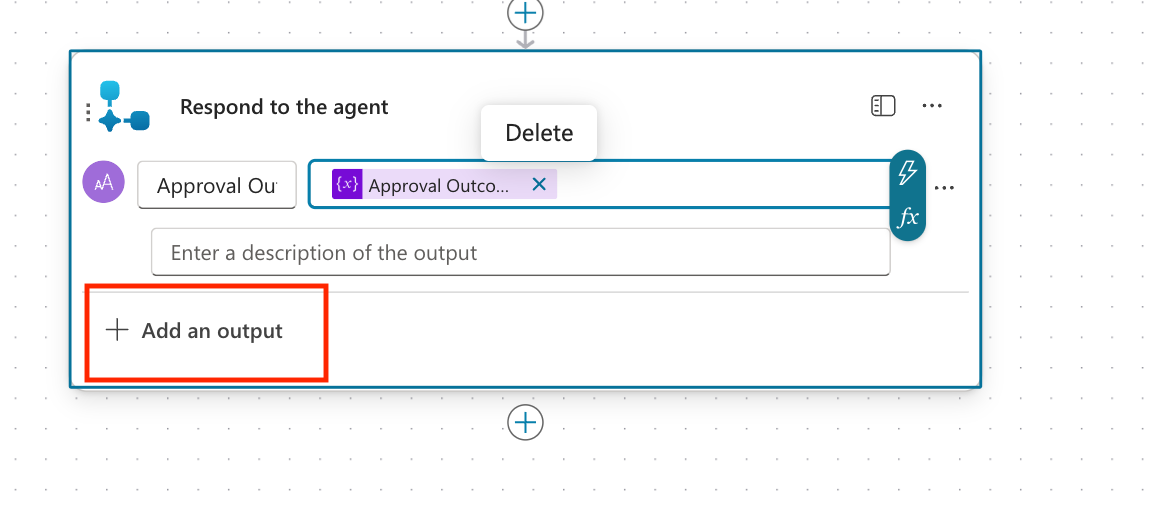 Respond to the agent
Delete
AA
Approval Ou
{x} Approval Outco...
fx
Enter a description of the output
Add an output